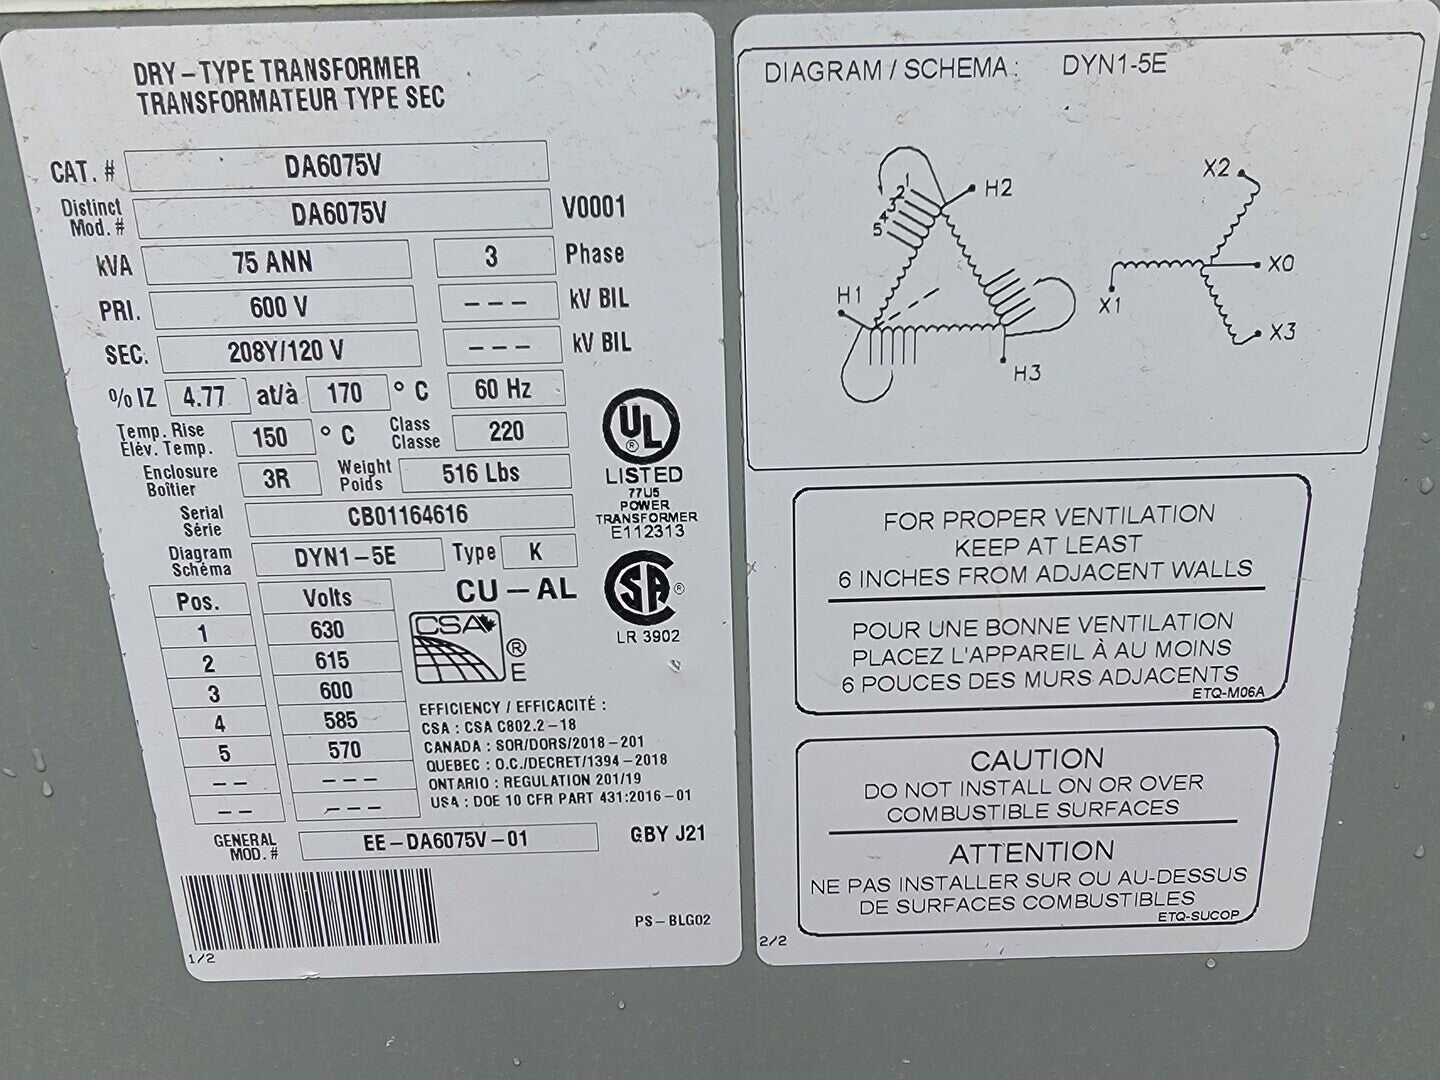 DRY-TYPE TRANSFORMER
TRANSFORMATEUR TYPE SEC
CAT. # DA6075V
Distinct Mod. # DA6075V V0001
kVA 75 ANN 3 Phase
PRI. 600 V --- kV BIL
SEC. 208Y/120 V --- kV BIL
% IZ 4.77 at/à 170 ° C 60 Hz
Temp. Rise Élév. Temp. 150 ° C Class Classe 220
Enclosure Boîtier 3R Weight Poids 516 Lbs
Serial Série CB01164616
Diagram Schéma DYN1-5E Type K
Pos. Volts
1 630
2 615
3 600
4 585
5 570
-- ---
-- ---
CU-AL
UL ®
LISTED
77U5
POWER
TRANSFORMER
E112313
SA ®
LR 3902
CSA ®
E
EFFICIENCY / EFFICACITÉ :
CSA : CSA C802.2-18
CANADA : SOR/DORS/2018-201
QUEBEC : O.C./DECRET/1394-2018
ONTARIO : REGULATION 201/19
USA : DOE 10 CFR PART 431:2016-01
GENERAL MOD. # EE-DA6075V-01 GBY J21
PS-BLG02
1/2
DIAGRAM / SCHEMA : DYN1-5E
1
2
3
4
5
H2
H1
H3
X2
X0
X1
X3
FOR PROPER VENTILATION
KEEP AT LEAST
6 INCHES FROM ADJACENT WALLS
POUR UNE BONNE VENTILATION
PLACEZ L'APPAREIL À AU MOINS
6 POUCES DES MURS ADJACENTS
ETQ-M06A
CAUTION
DO NOT INSTALL ON OR OVER
COMBUSTIBLE SURFACES
ATTENTION
NE PAS INSTALLER SUR OU AU-DESSUS
DE SURFACES COMBUSTIBLES
ETQ-SUCOP
2/2